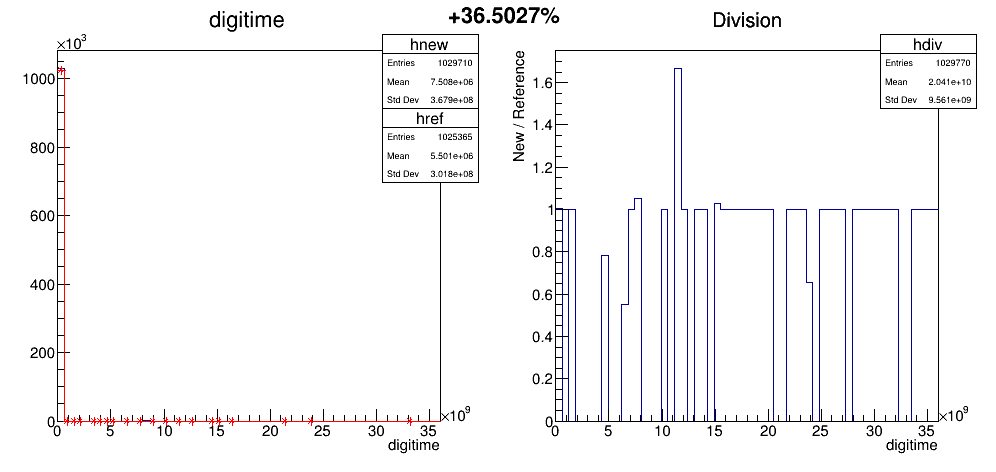 +36.5027%
digitime
×10³
hnew
Entries 1029710
Mean 7.508e+06
Std Dev 3.679e+08
href
Entries 1025365
Mean 5.501e+06
Std Dev 3.018e+08
1000
800
600
400
200
0
0 5 10 15 20 25 30 35 ×10⁹
digitime
Division
hdiv
Entries 1029770
Mean 2.041e+10
Std Dev 9.561e+09
New / Reference
1.6
1.4
1.2
1
0.8
0.6
0.4
0.2
0
0 5 10 15 20 25 30 35 ×10⁹
digitime